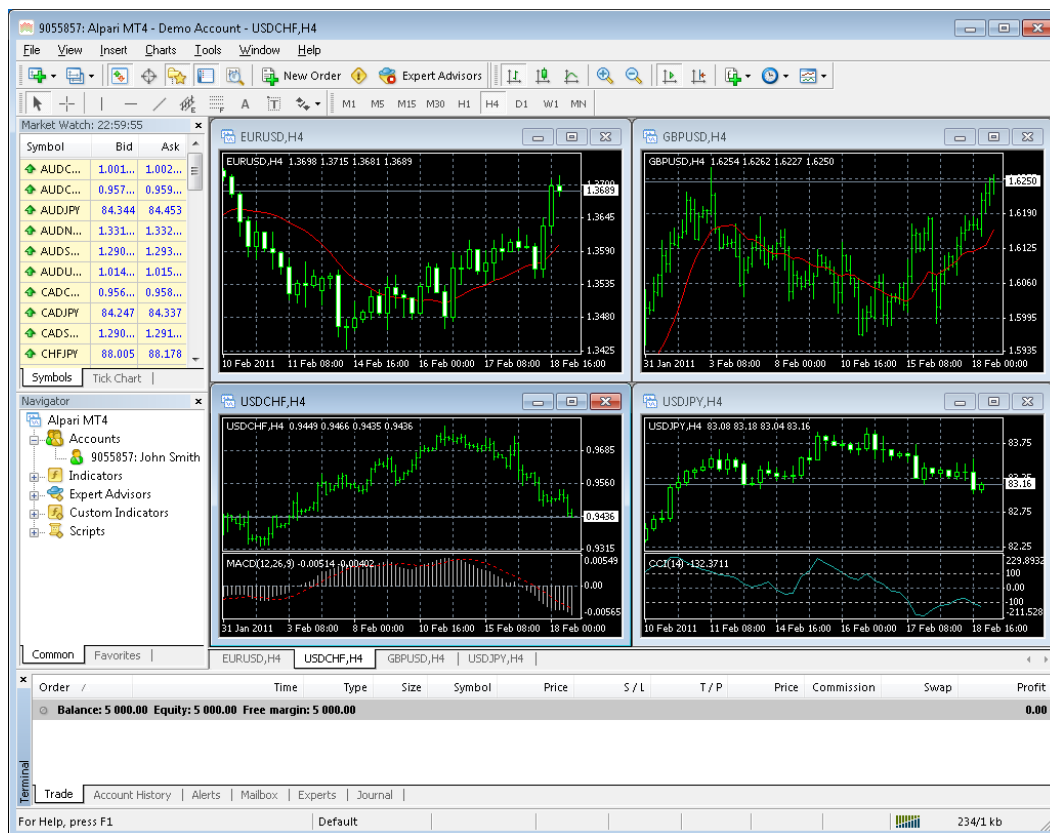 9055857: Alpari MT4 - Demo Account - USDCHF,H4
File View Insert Charts Tools Window Help
New Order Expert Advisors
A T M1 M5 M15 M30 H1 H4 D1 W1 MN
Market Watch: 22:59:55
Symbol Bid Ask
AUDC... 1.001... 1.002...
AUDC... 0.957... 0.959...
AUDJPY 84.344 84.453
AUDN... 1.331... 1.332...
AUDS... 1.290... 1.293...
AUDU... 1.014... 1.015...
CADC... 0.956... 0.958...
CADJPY 84.247 84.337
CADS... 1.290... 1.291...
CHFJPY 88.005 88.178
Symbols Tick Chart
Navigator
Alpari MT4
Accounts
9055857: John Smith
Indicators
Expert Advisors
Custom Indicators
Scripts
Common Favorites
EURUSD,H4
EURUSD,H4 1.3698 1.3715 1.3681 1.3689
1.3700
1.3689
1.3645
1.3590
1.3535
1.3480
1.3425
10 Feb 2011 11 Feb 08:00 14 Feb 16:00 16 Feb 00:00 17 Feb 08:00 18 Feb 16:00
GBPUSD,H4
GBPUSD,H4 1.6254 1.6262 1.6227 1.6250
1.6250
1.6190
1.6125
1.6060
1.5995
1.5935
31 Jan 2011 3 Feb 08:00 8 Feb 00:00 10 Feb 16:00 15 Feb 08:00 18 Feb 00:00
USDCHF,H4
USDCHF,H4 0.9449 0.9466 0.9435 0.9436
0.9685
0.9560
0.9436
0.9315
MACD(12,26,9) -0.00514 -0.00402
0.00549
0.00
-0.00565
31 Jan 2011 3 Feb 08:00 8 Feb 00:00 10 Feb 16:00 15 Feb 08:00 18 Feb 00:00
USDJPY,H4
USDJPY,H4 83.08 83.18 83.04 83.16
83.75
83.16
82.75
82.25
CCI(14) -132.3711
229.8932
100
0.00
-100
-211.528
10 Feb 2011 11 Feb 08:00 14 Feb 16:00 16 Feb 00:00 17 Feb 08:00 18 Feb 16:00
EURUSD,H4 USDCHF,H4 GBPUSD,H4 USDJPY,H4
Order / Time Type Size Symbol Price S / L T / P Price Commission Swap Profit
Balance: 5 000.00 Equity: 5 000.00 Free margin: 5 000.00 0.00
Terminal
Trade Account History Alerts Mailbox Experts Journal
For Help, press F1 Default 234/1 kb